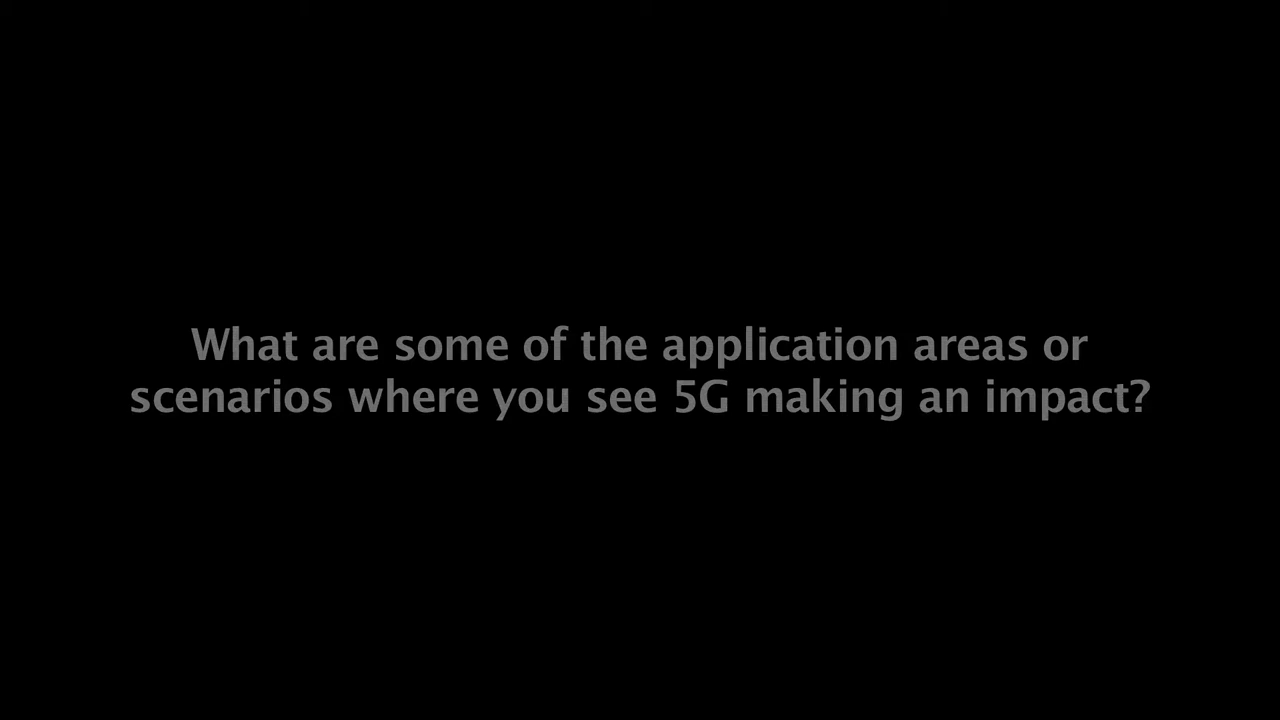 What are some of the application areas or
scenarios where you see 5G making an impact?